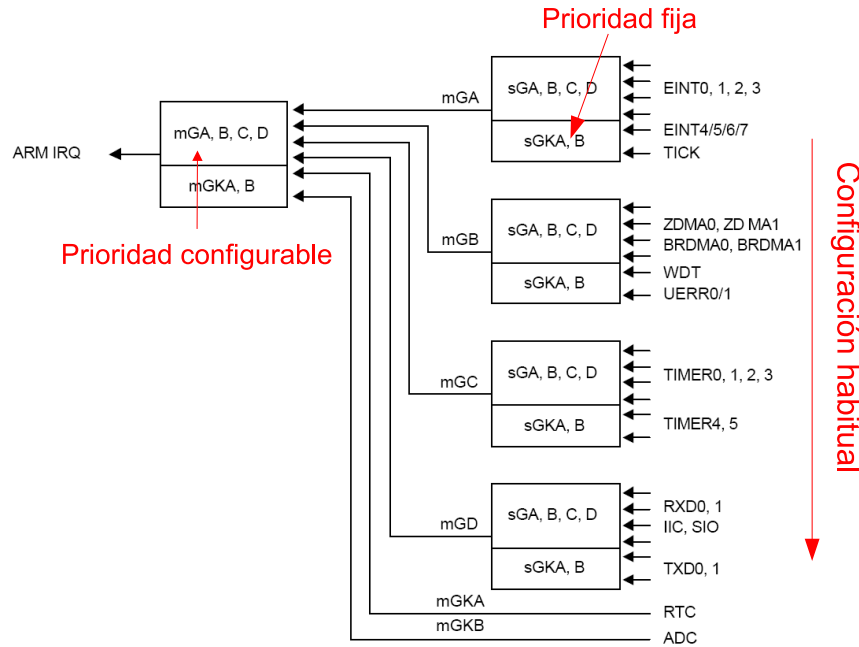 Prioridad fija
mGA
sGA, B, C, D
EINT0, 1, 2, 3
sGKA, B
EINT4/5/6/7
TICK
ARM IRQ
mGA, B, C, D
mGKA, B
Prioridad configurable
mGB
sGA, B, C, D
ZDMA0, ZD MA1
BRDMA0, BRDMA1
sGKA, B
WDT
UERR0/1
mGC
sGA, B, C, D
TIMER0, 1, 2, 3
sGKA, B
TIMER4, 5
mGD
sGA, B, C, D
RXD0, 1
IIC, SIO
sGKA, B
TXD0, 1
mGKA
RTC
mGKB
ADC
Configuración habitual